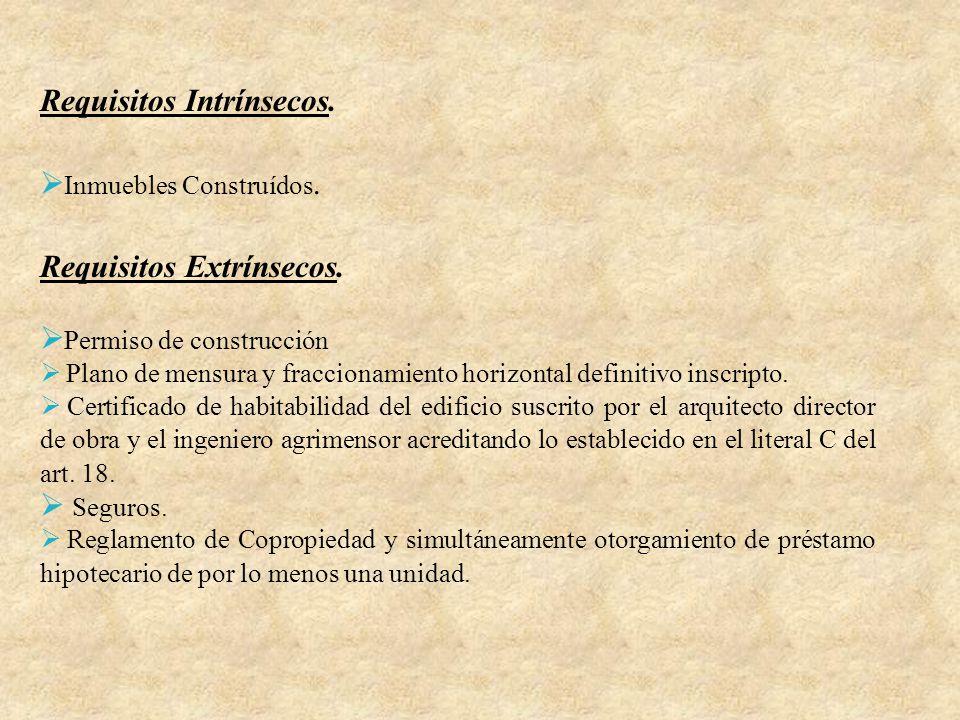 Requisitos Intrínsecos.
➢ Inmuebles Construídos.
Requisitos Extrínsecos.
➢ Permiso de construcción
➢ Plano de mensura y fraccionamiento horizontal definitivo inscripto.
➢ Certificado de habitabilidad del edificio suscrito por el arquitecto director
de obra y el ingeniero agrimensor acreditando lo establecido en el literal C del
art. 18.
➢ Seguros.
➢ Reglamento de Copropiedad y simultáneamente otorgamiento de préstamo
hipotecario de por lo menos una unidad.